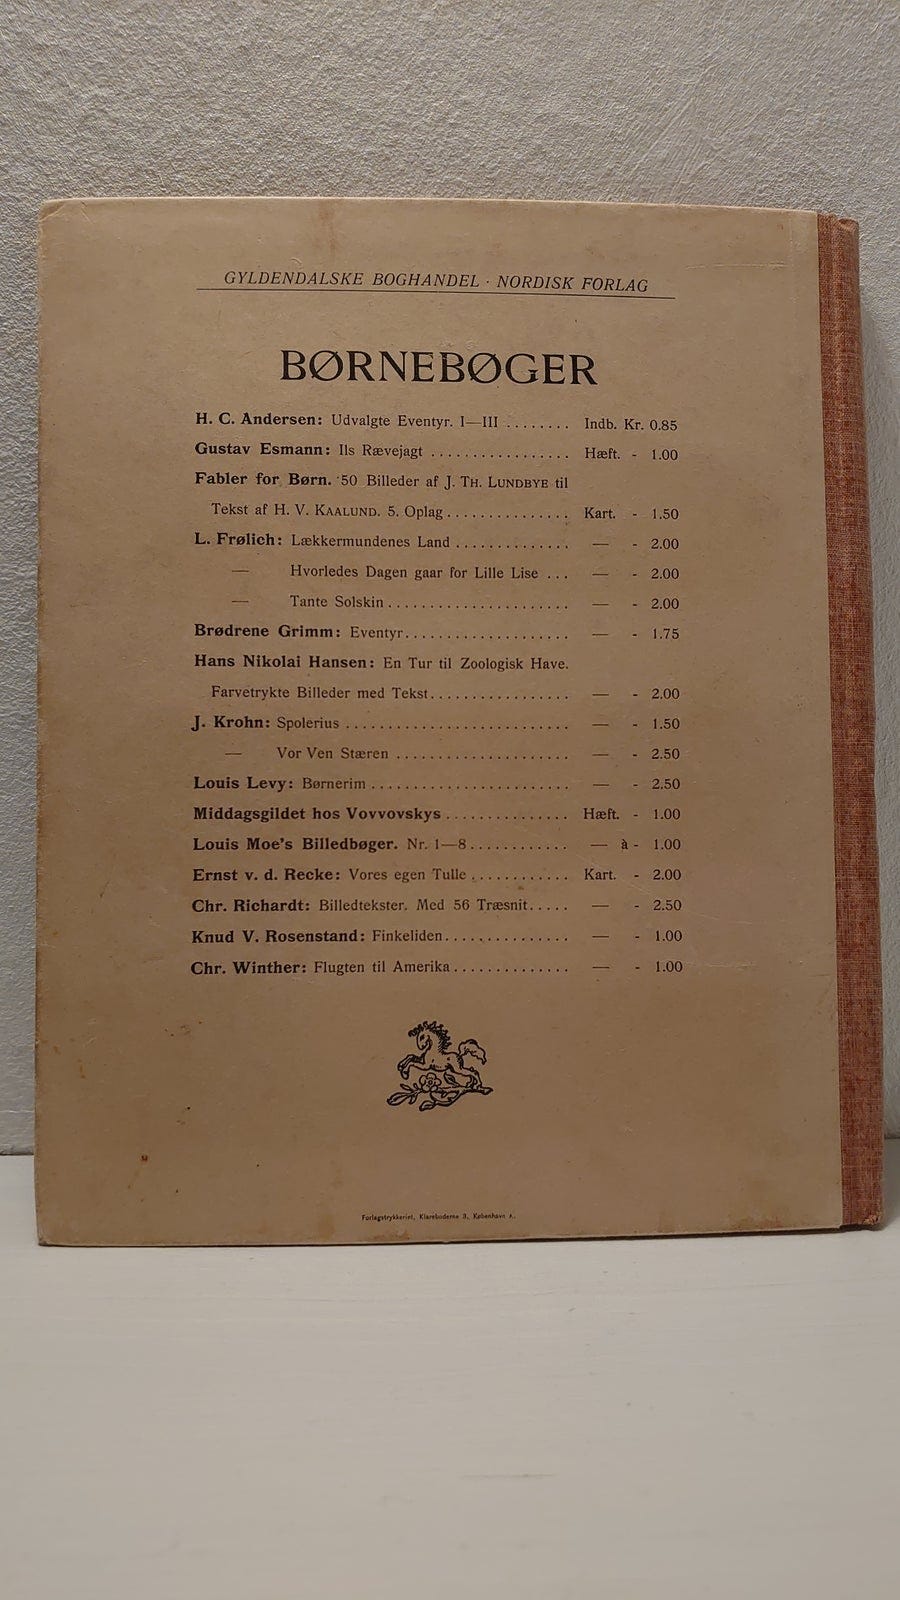 GYLDENDALSKE BOGHANDEL · NORDISK FORLAG
BØRNEBØGER
H. C. Andersen: Udvalgte Eventyr. I—III ........ Indb. Kr. 0.85
Gustav Esmann: Ils Rævejagt ................. Hæft. - 1.00
Fabler for Børn. 50 Billeder af J. TH. LUNDBYE til
Tekst af H. V. KAALUND. 5. Oplag ............... Kart. - 1.50
L. Frølich: Lækkermundenes Land .............. — - 2.00
— Hvorledes Dagen gaar for Lille Lise ... — - 2.00
— Tante Solskin ...................... — - 2.00
Brødrene Grimm: Eventyr .................... — - 1.75
Hans Nikolai Hansen: En Tur til Zoologisk Have.
Farvetrykte Billeder med Tekst ................. — - 2.00
J. Krohn: Spolerius ........................... — - 1.50
— Vor Ven Stæren ..................... — - 2.50
Louis Levy: Børnerim ........................ — - 2.50
Middagsgildet hos Vovvovskys ............... Hæft. - 1.00
Louis Moe's Billedbøger. Nr. 1—8 ............ — à - 1.00
Ernst v. d. Recke: Vores egen Tulle ............ Kart. - 2.00
Chr. Richardt: Billedtekster. Med 56 Træsnit ..... — - 2.50
Knud V. Rosenstand: Finkeliden ............... — - 1.00
Chr. Winther: Flugten til Amerika .............. — - 1.00
Forlagstrykkeriet, Klareboderne 3, København A.